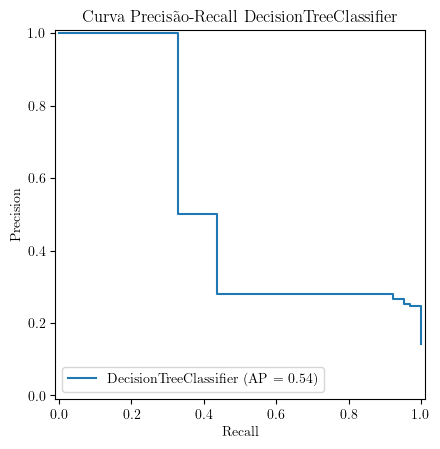 Curva Precisão-Recall DecisionTreeClassifier
1.0
0.8
0.6
0.4
0.2
0.0
Precision
DecisionTreeClassifier (AP = 0.54)
0.0 0.2 0.4 0.6 0.8 1.0
Recall